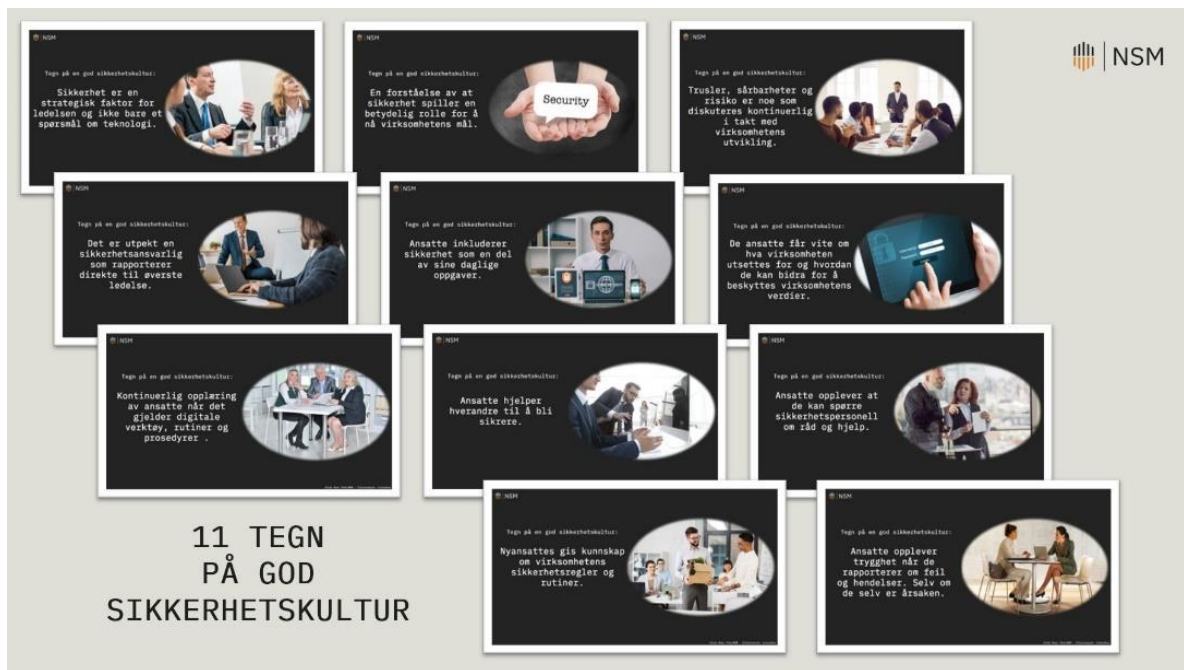 NSM
Tegn på en god sikkerhetskultur:
Sikkerhet er en
strategisk faktor for
ledelsen og ikke bare et
spørsmål om teknologi.
NSM
Tegn på en god sikkerhetskultur:
En forståelse av at
sikkerhet spiller en
betydelig rolle for å
nå virksomhetens mål.
Security
NSM
Tegn på en god sikkerhetskultur:
Trusler, sårbarheter og
risiko er noe som
diskuteres kontinuerlig
i takt med
virksomhetens
utvikling.
NSM
NSM
Tegn på en god sikkerhetskultur:
Det er utpekt en
sikkerhetsansvarlig
som rapporterer
direkte til øverste
ledelse.
NSM
Tegn på en god sikkerhetskultur:
Ansatte inkluderer
sikkerhet som en del
av sine daglige
oppgaver.
NSM
Tegn på en god sikkerhetskultur:
De ansatte får vite om
hva virksomheten
utsettes for og hvordan
de kan bidra for å
beskyttes virksomhetens
verdier.
NSM
Tegn på en god sikkerhetskultur:
Kontinuerlig opplæring
av ansatte når det
gjelder digitale
verktøy, rutiner og
prosedyrer .
NSM
Tegn på en god sikkerhetskultur:
Ansatte hjelper
hverandre til å bli
sikrere.
NSM
Tegn på en god sikkerhetskultur:
Ansatte opplever at
de kan spørre
sikkerhetspersonell
om råd og hjelp.
NSM
Tegn på en god sikkerhetskultur:
Nyansattes gis kunnskap
om virksomhetens
sikkerhetsregler og
rutiner.
NSM
Tegn på en god sikkerhetskultur:
Ansatte opplever
trygghet når de
rapporterer om feil
og hendelser. Selv om
de selv er årsaken.
11 TEGN
PÅ GOD
SIKKERHETSKULTUR